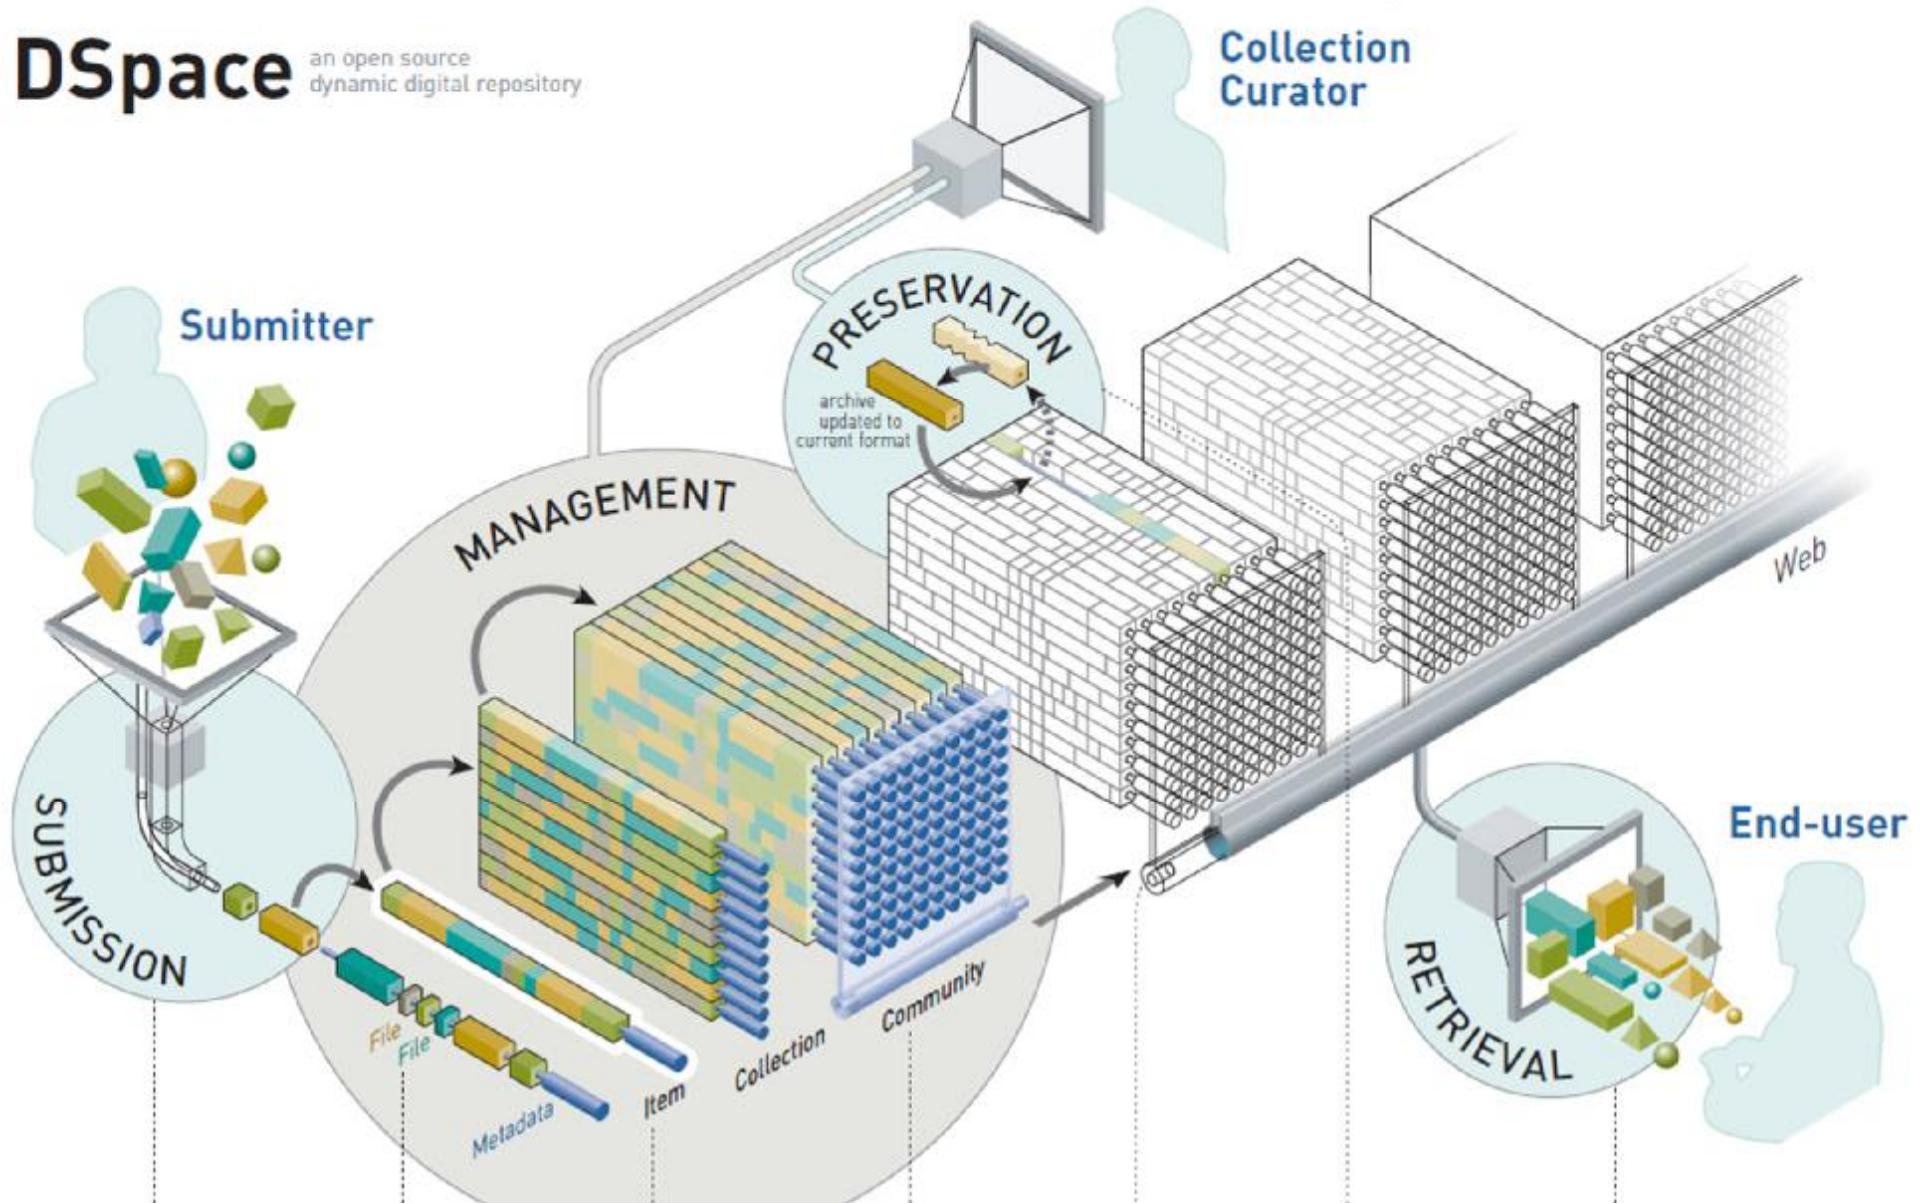 DSpace
an open source
dynamic digital repository
Collection
Curator
Submitter
PRESERVATION
archive
updated to
current format
MANAGEMENT
Web
SUBMISSION
End-user
RETRIEVAL
File
File
Metadata
Item
Collection
Community